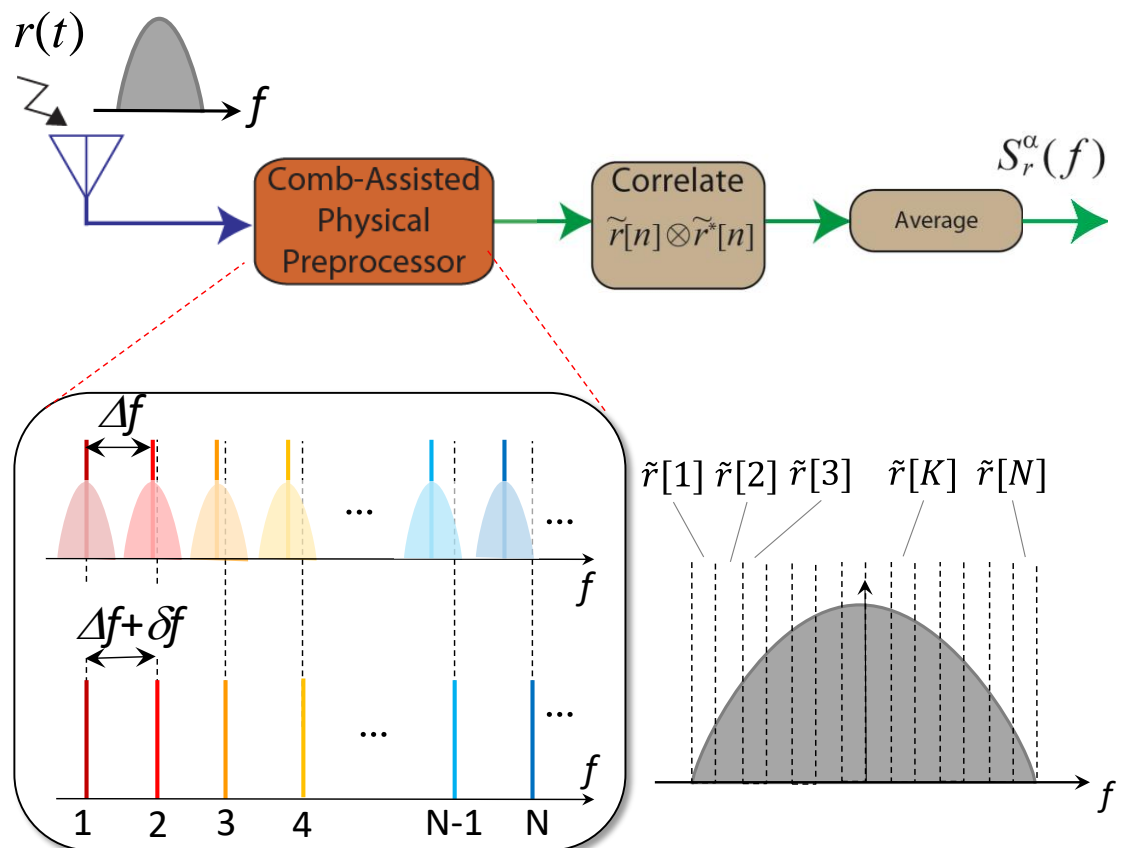 r(t)
f
Comb-Assisted
Physical
Preprocessor
Correlate
r̃[n]⊗r̃*[n]
Average
S_r^α(f)
Δf
...
...
f
Δf+δf
...
...
f
1 2 3 4 N-1 N
r̃[1] r̃[2] r̃[3] r̃[K] r̃[N]
f